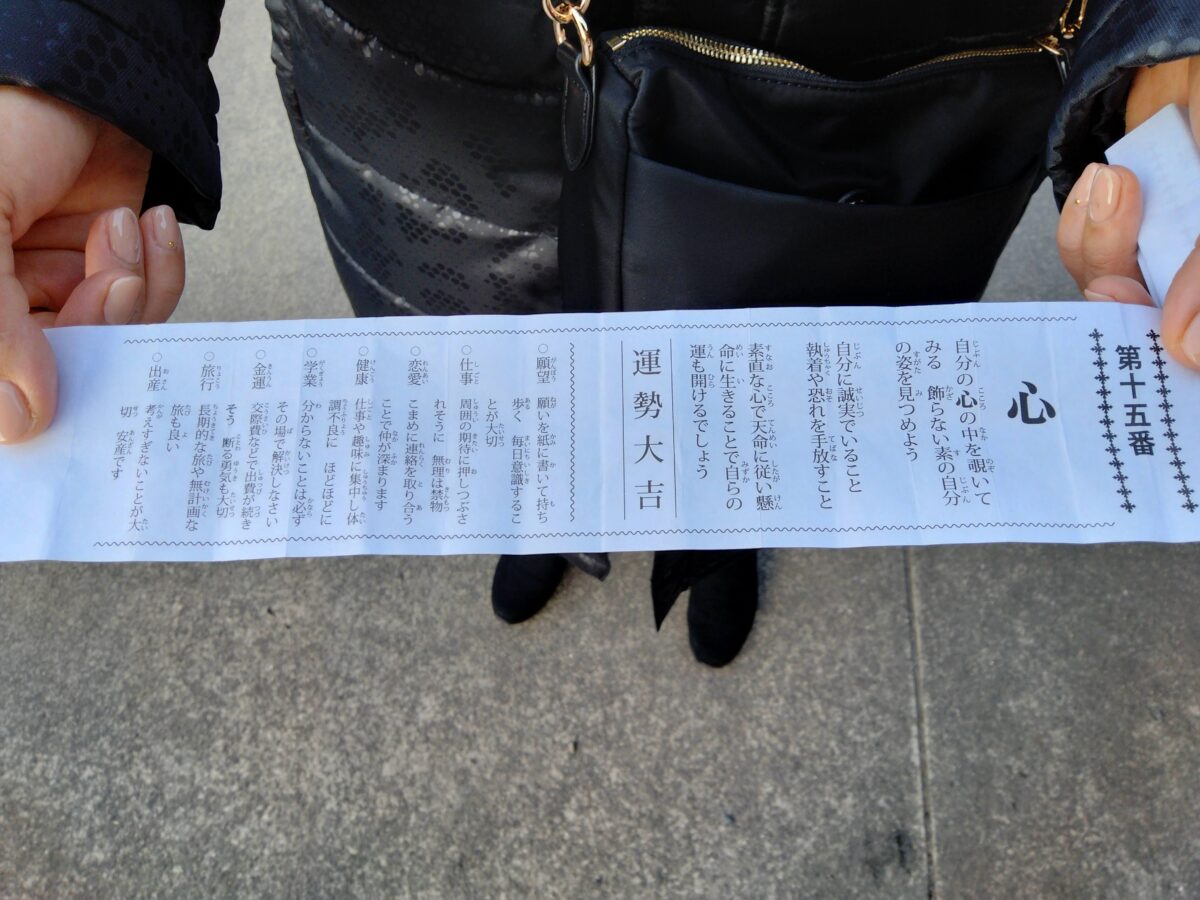 第十五番
心
自分の心の中を覗いて
みる 飾らない素の自分
の姿を見つめよう
自分に誠実でいること
執着や恐れを手放すこと
素直な心で天命に従い懸
命に生きることで自らの
運も開けるでしょう
運勢大吉
○願望 願いを紙に書いて持ち
歩く 毎日意識するこ
とが大切
○仕事 周囲の期待に押しつぶさ
れそうに 無理は禁物
○恋愛 こまめに連絡を取り合う
ことで仲が深まります
○健康 仕事や趣味に集中し体
調不良に ほどほどに
○学業 分からないことは必ず
その場で解決しなさい
○金運 交際費などで出費が続き
そう 断る勇気も大切
○旅行 長期的な旅や無計画な
旅も良い
○出産 考えすぎないことが大
切 安産です